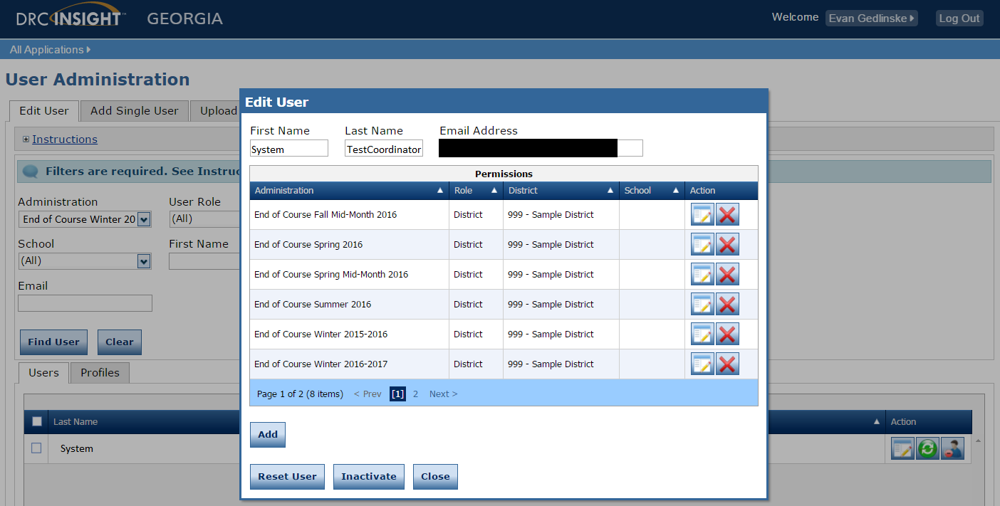 DRC INSIGHT™ GEORGIA
Welcome Evan Gedlinske Log Out
All Applications
User Administration
Edit User Add Single User Upload
Instructions
Filters are required. See Instruc
Administration User Role
End of Course Winter 20 (All)
School First Name
(All)
Email
Find User Clear
Users Profiles
Last Name Action
System
Edit User
First Name Last Name Email Address
System TestCoordinator
Permissions
Administration Role District School Action
End of Course Fall Mid-Month 2016 District 999 - Sample District
End of Course Spring 2016 District 999 - Sample District
End of Course Spring Mid-Month 2016 District 999 - Sample District
End of Course Summer 2016 District 999 - Sample District
End of Course Winter 2015-2016 District 999 - Sample District
End of Course Winter 2016-2017 District 999 - Sample District
Page 1 of 2 (8 items) < Prev [1] 2 Next >
Add
Reset User Inactivate Close